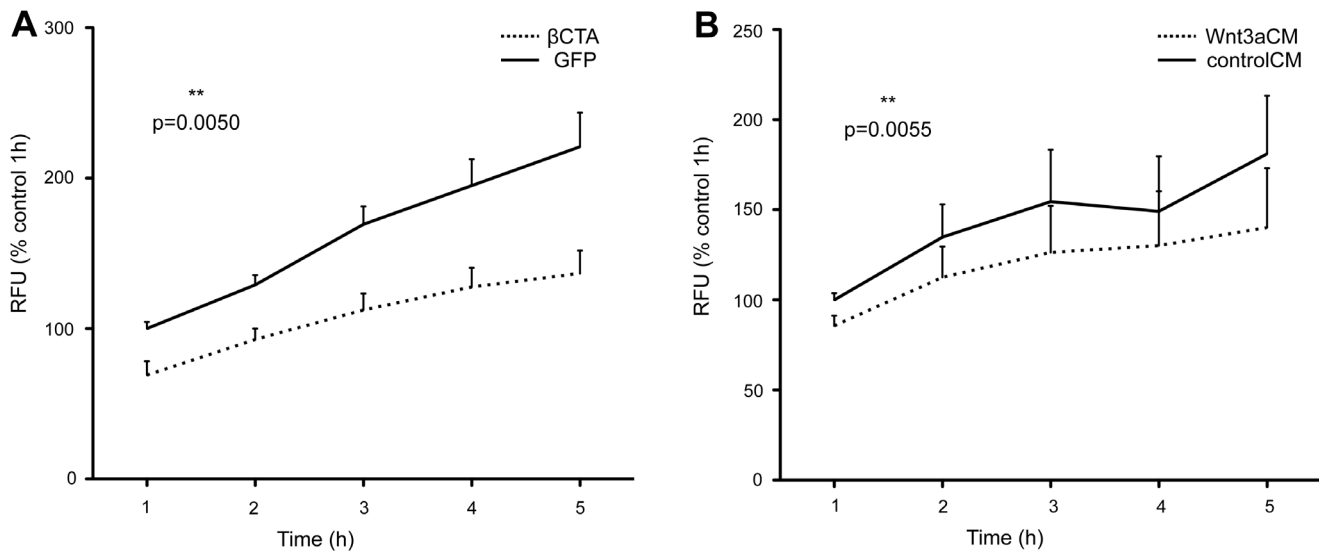 A
300
200
100
0
RFU (% control 1h)
βCTA
GFP
**
p=0.0050
1 2 3 4 5
Time (h)
B
250
200
150
100
50
0
RFU (% control 1h)
Wnt3aCM
controlCM
**
p=0.0055
1 2 3 4 5
Time (h)